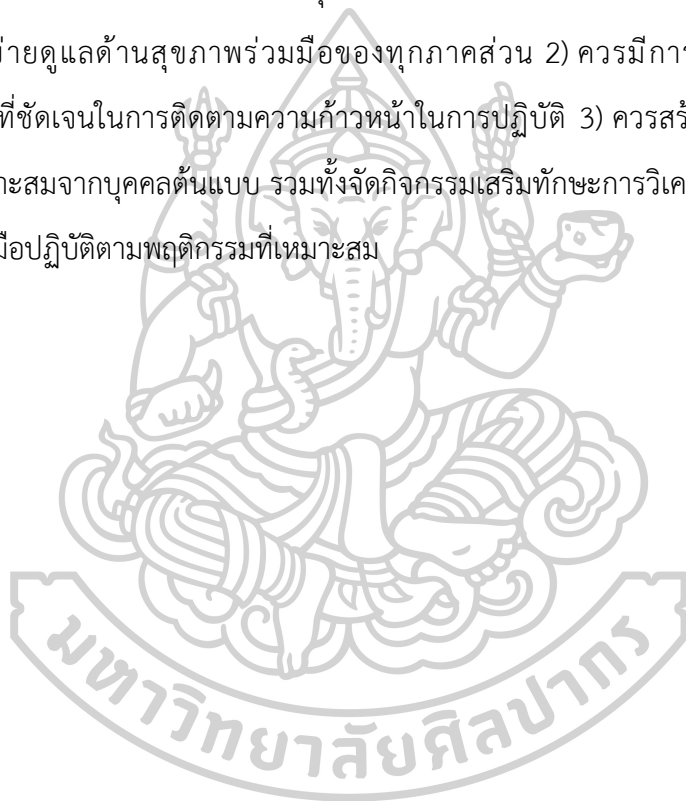 ข่ายดูแลด้านสุขภาพร่วมมือของทุกภาคส่วน 2) ควรมีการ
ที่ชัดเจนในการติดตามความก้าวหน้าในการปฏิบัติ 3) ควรสร้
าะสมจากบุคคลต้นแบบ รวมทั้งจัดกิจกรรมเสริมทักษะการวิเค
มือปฏิบัติตามพฤติกรรมที่เหมาะสม
มหาวิทยาลัยศิลปากร